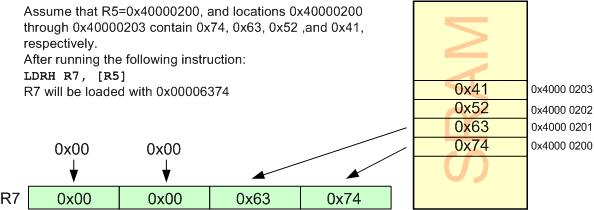 Assume that R5=0x40000200, and locations 0x40000200
through 0x40000203 contain 0x74, 0x63, 0x52 ,and 0x41,
respectively.
After running the following instruction:
LDRH R7, [R5]
R7 will be loaded with 0x00006374
SRAM
0x41 0x4000 0203
0x52 0x4000 0202
0x63 0x4000 0201
0x74 0x4000 0200
0x00 0x00
R7 0x00 0x00 0x63 0x74